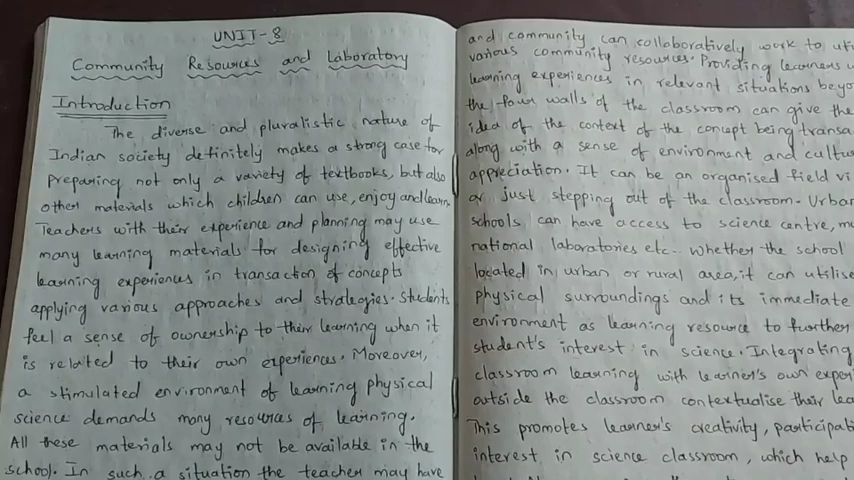 UNIT-8
Community Resources and Laboratory
Introduction
The diverse and pluralistic nature of
Indian society definitely makes a strong case for
preparing not only a variety of textbooks, but also
other materials which children can use, enjoy and learn.
Teachers with their experience and planning may use
many learning materials for designing effective
learning experiences in transaction of concepts
applying various approaches and strategies. Students
feel a sense of ownership to their learning when it
is related to their own experiences. Moreover,
a stimulated environment of learning physical
science demands many resources of learning.
All these materials may not be available in the
school. In such a situation the teacher may have
and community can collaboratively work to
various community resources. Providing learners
learning experiences in relevant situations
the four walls of the classroom can give the
idea of the context of the concept being
along with a sense of environment and
appreciation. It can be an organised field
or just stepping out of the classroom. Urban
schools can have access to science centre,
national laboratories etc.. Whether the school
located in urban or rural area, it can utilise
physical surroundings and its immediate
environment as learning resource to further
student's interest in science. Integrating
classroom learning with learner's own
outside the classroom contextualise their
This promotes learner's creativity,
interest in science classroom, which help